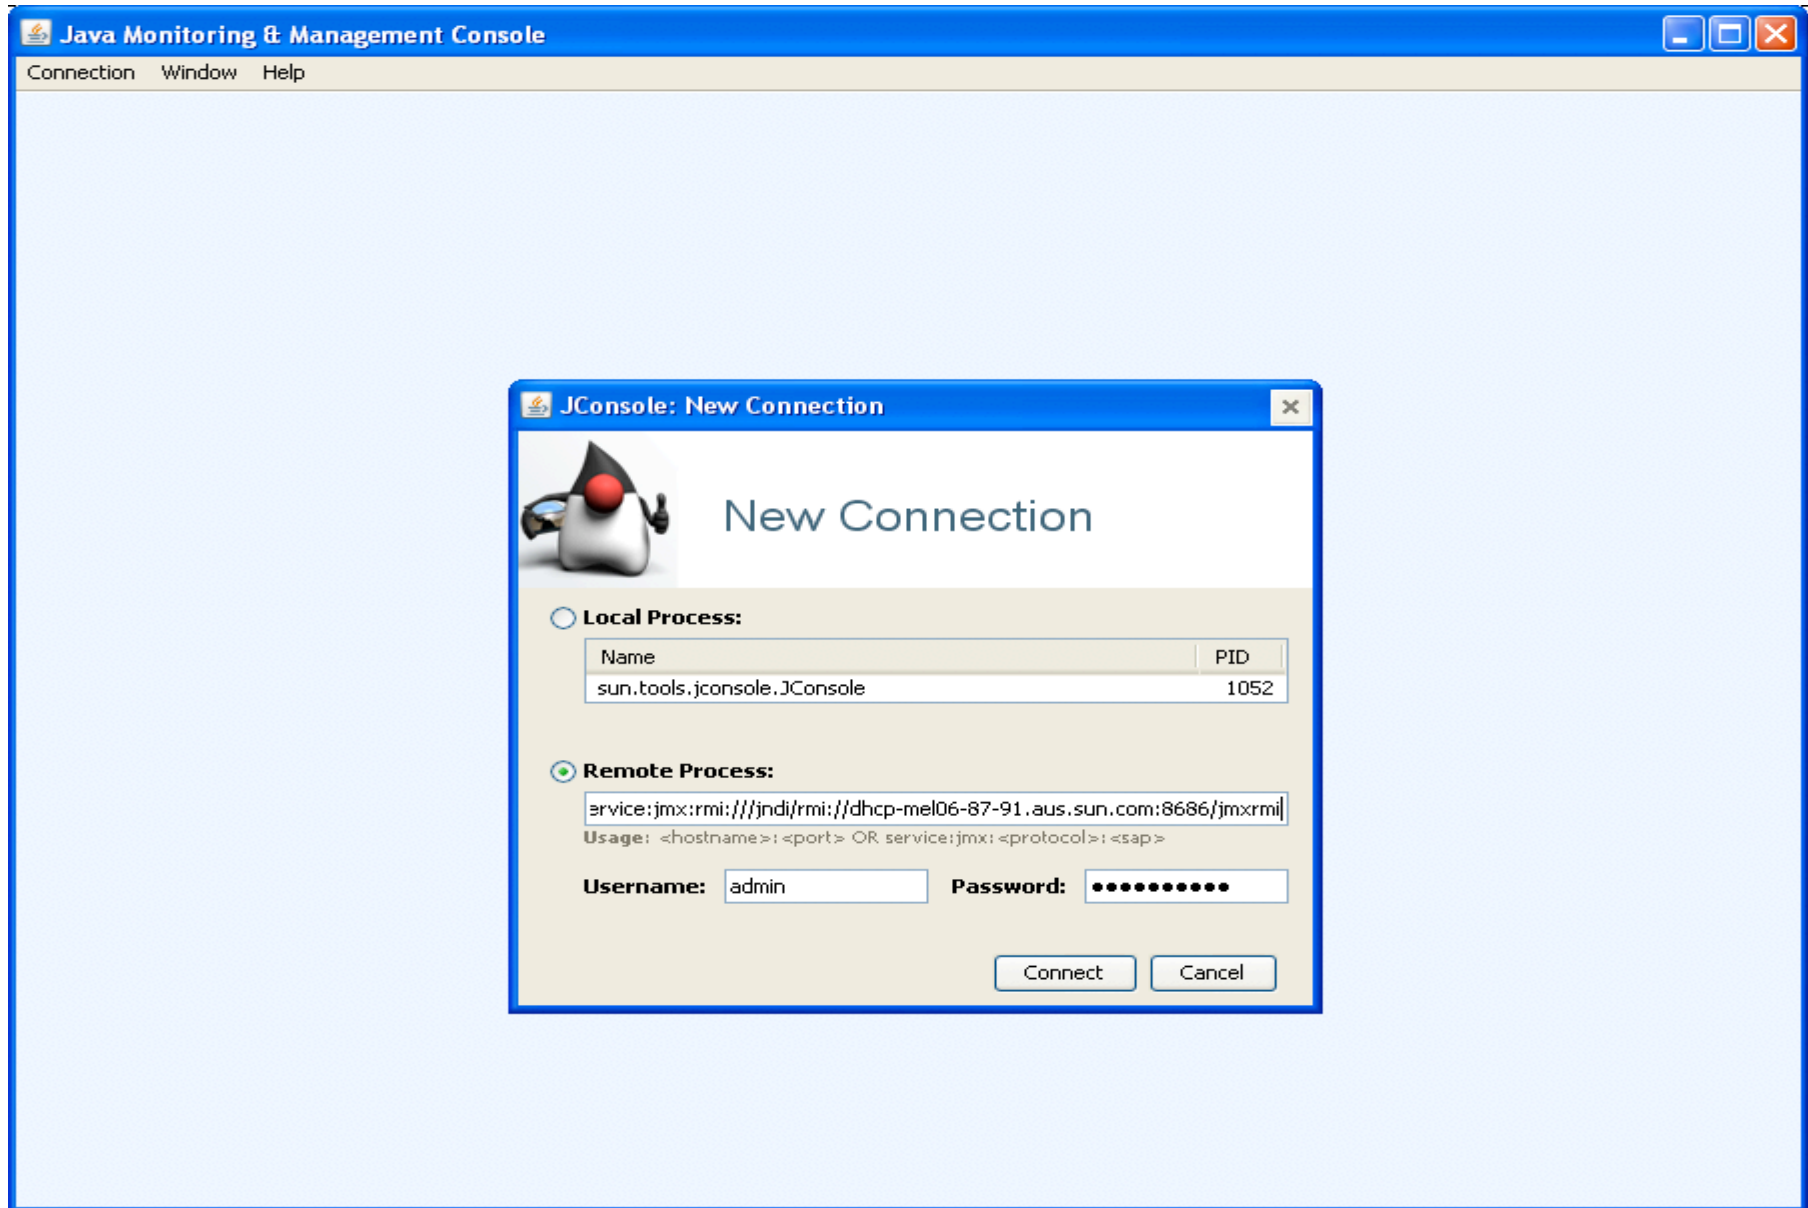 Java Monitoring & Management Console
Connection Window Help
JConsole: New Connection
New Connection
Local Process:
Name PID
sun.tools.jconsole.JConsole 1052
Remote Process:
ervice:jmx:rmi:///jndi/rmi://dhcp-mel06-87-91.aus.sun.com:8686/jmxrmi
Usage: <hostname>:<port> OR service:jmx:<protocol>:<sap>
Username: admin Password: ••••••••••
Connect Cancel